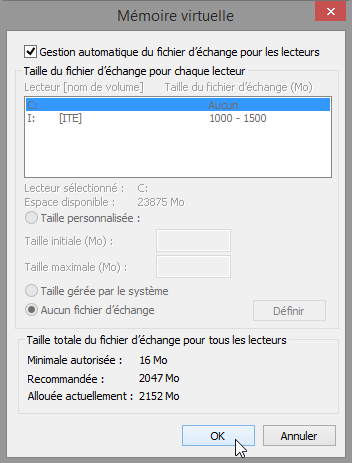 Mémoire virtuelle
Gestion automatique du fichier d'échange pour les lecteurs
Taille du fichier d'échange pour chaque lecteur
Lecteur [nom de volume] Taille du fichier d'échange (Mo)
C: Aucun
I: [ITE] 1000 - 1500
Lecteur sélectionné : C:
Espace disponible : 23875 Mo
Taille personnalisée :
Taille initiale (Mo) :
Taille maximale (Mo) :
Taille gérée par le système
Aucun fichier d'échange Définir
Taille totale du fichier d'échange pour tous les lecteurs
Minimale autorisée : 16 Mo
Recommandée : 2047 Mo
Allouée actuellement : 2152 Mo
OK Annuler